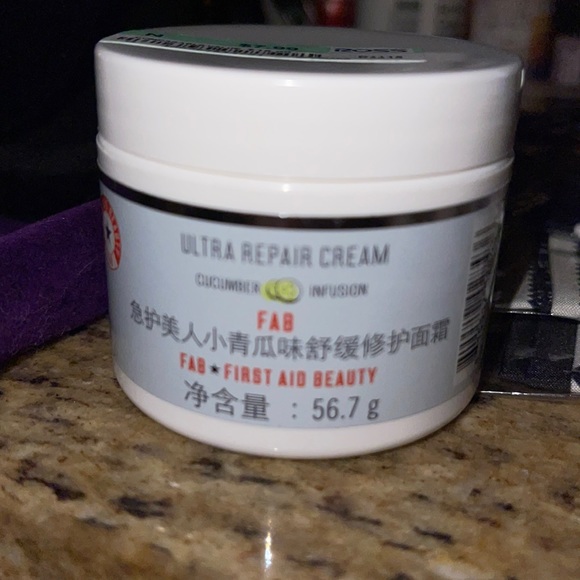 ULTRA REPAIR CREAM
CUCUMBER INFUSION
FAB
急护美人小青瓜味舒缓修护面霜
FAB★FIRST AID BEAUTY
净含量 : 56.7 g